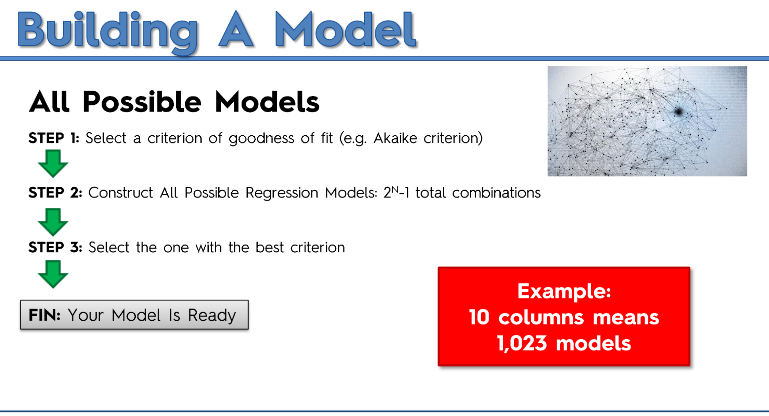 Building A Model
All Possible Models
STEP 1: Select a criterion of goodness of fit (e.g. Akaike criterion)
STEP 2: Construct All Possible Regression Models: 2ᴺ-1 total combinations
STEP 3: Select the one with the best criterion
FIN: Your Model Is Ready
Example:
10 columns means
1,023 models